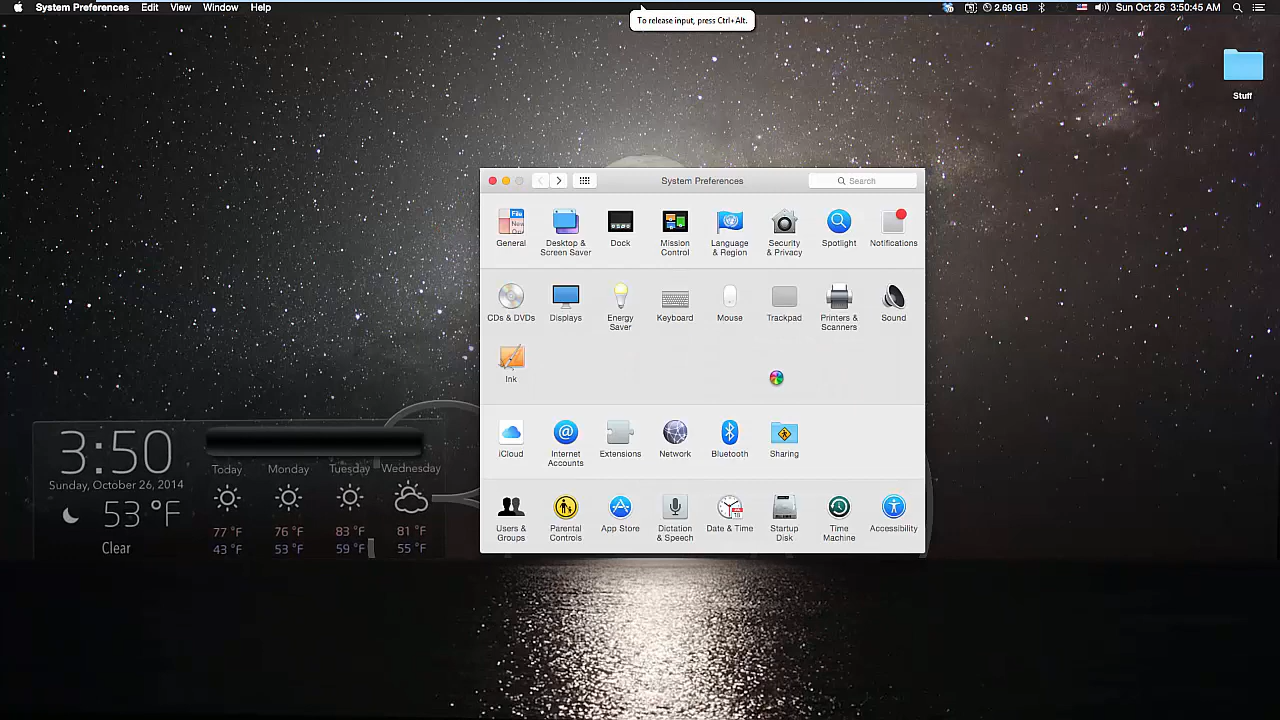 System Preferences Edit View Window Help
2.69 GB Sun Oct 26 3:50:45 AM
To release input, press Ctrl+Alt.
Stuff
System Preferences
Search
File
New
General
Desktop &
Screen Saver
Dock
Mission
Control
Language
& Region
Security
& Privacy
Spotlight
Notifications
CDs & DVDs
Displays
Energy
Saver
Keyboard
Mouse
Trackpad
Printers &
Scanners
Sound
Ink
iCloud
@
Internet
Accounts
Extensions
Network
Bluetooth
Sharing
Users &
Groups
Parental
Controls
App Store
Dictation
& Speech
18
Date & Time
Startup
Disk
Time
Machine
Accessibility
3:50
Sunday, October 26, 2014
53 °F
Clear
Today Monday Tuesday Wednesday
77 °F 76 °F 83 °F 81 °F
43 °F 53 °F 59 °F 55 °F